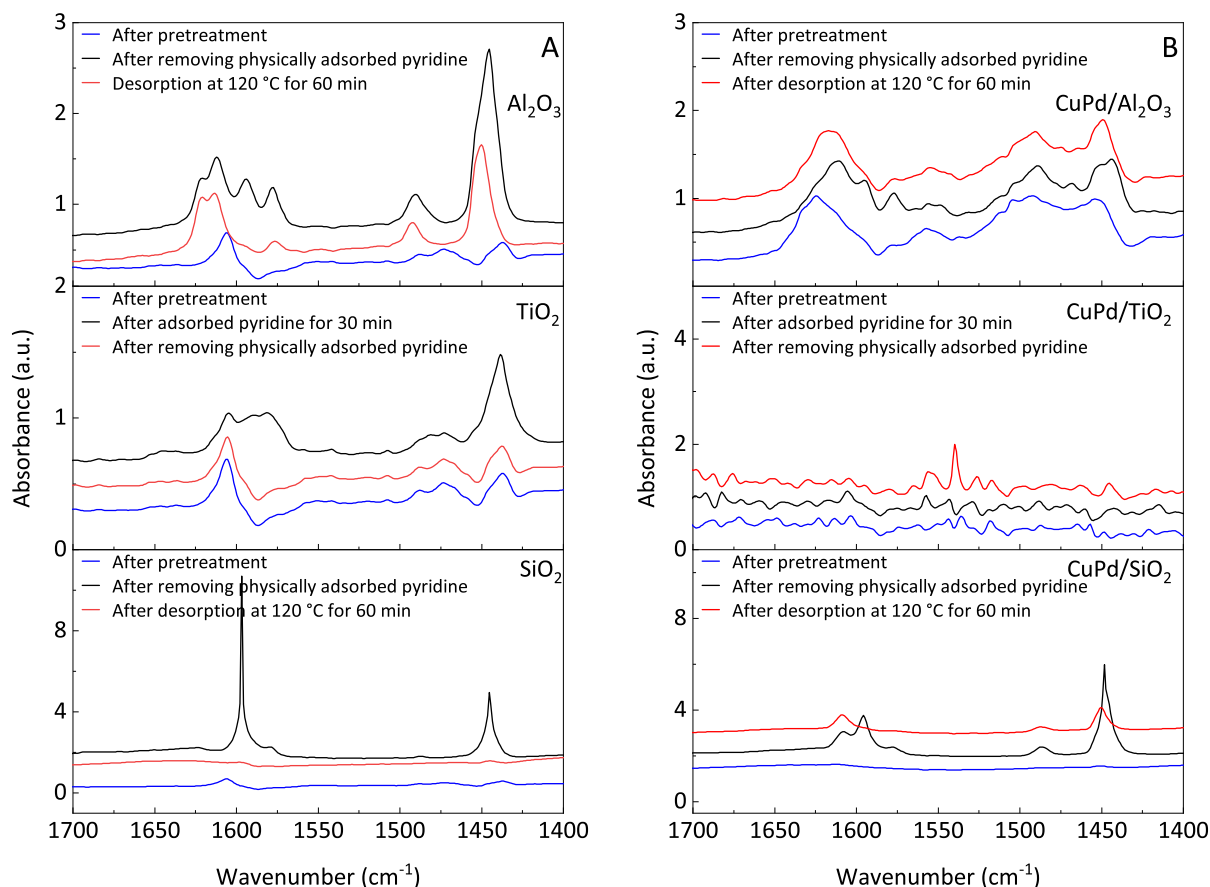 A
3
After pretreatment
After removing physically adsorbed pyridine
Desorption at 120 °C for 60 min
Al₂O₃
2
1
2
After pretreatment
After adsorbed pyridine for 30 min
After removing physically adsorbed pyridine
TiO₂
1
0
After pretreatment
After removing physically adsorbed pyridine
After desorption at 120 °C for 60 min
SiO₂
8
4
0
1700 1650 1600 1550 1500 1450 1400
Wavenumber (cm⁻¹)
Absorbance (a.u.)
B
3
After pretreatment
After removing physically adsorbed pyridine
After desorption at 120 °C for 60 min
CuPd/Al₂O₃
2
1
0
After pretreatment
After adsorbed pyridine for 30 min
After removing physically adsorbed pyridine
CuPd/TiO₂
4
2
0
After pretreatment
After removing physically adsorbed pyridine
After desorption at 120 °C for 60 min
CuPd/SiO₂
8
4
0
1700 1650 1600 1550 1500 1450 1400
Wavenumber (cm⁻¹)
Absorbance (a.u.)